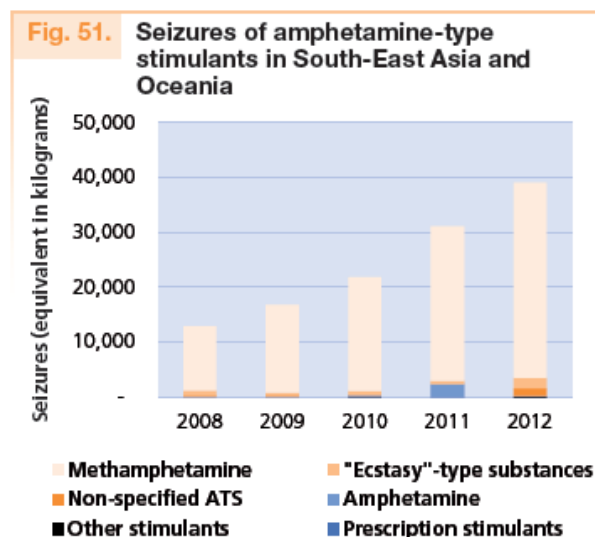 Fig. 51. Seizures of amphetamine-type
stimulants in South-East Asia and
Oceania
Seizures (equivalent in kilograms)
50,000
40,000
30,000
20,000
10,000
-
2008 2009 2010 2011 2012
Methamphetamine "Ecstasy"-type substances
Non-specified ATS Amphetamine
Other stimulants Prescription stimulants